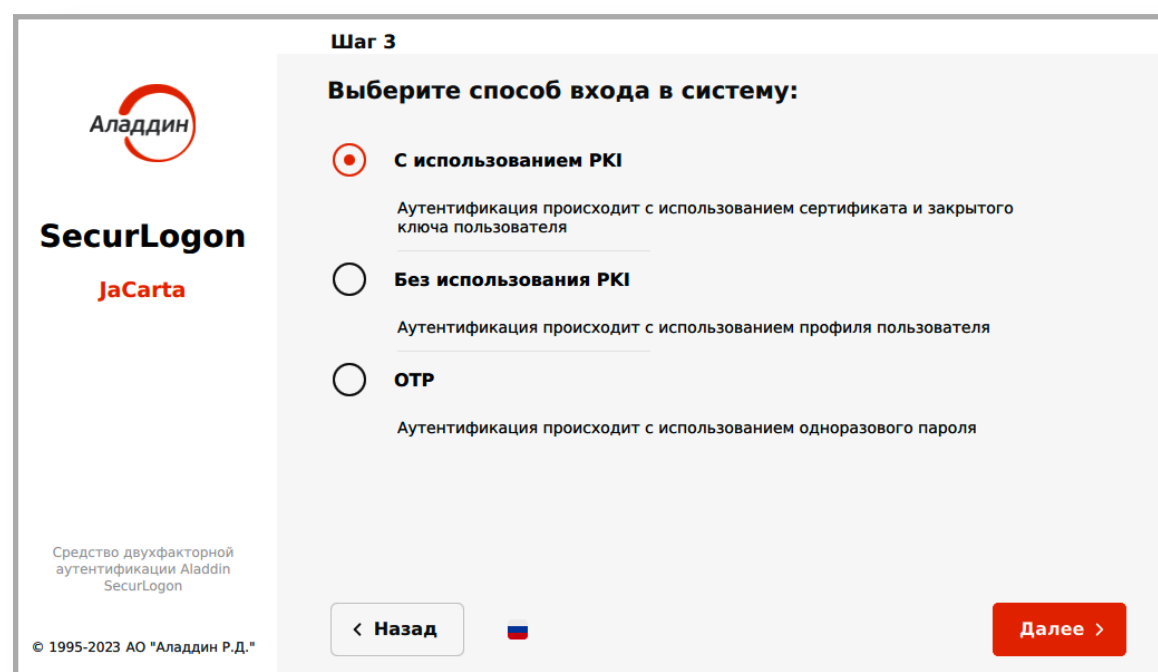 Шаг 3
Аладдин
SecurLogon
JaCarta
Средство двухфакторной
аутентификации Aladdin
SecurLogon
© 1995-2023 АО "Аладдин Р.Д."
Выберите способ входа в систему:
С использованием PKI
Аутентификация происходит с использованием сертификата и закрытого
ключа пользователя
Без использования PKI
Аутентификация происходит с использованием профиля пользователя
OTP
Аутентификация происходит с использованием одноразового пароля
Назад
Далее